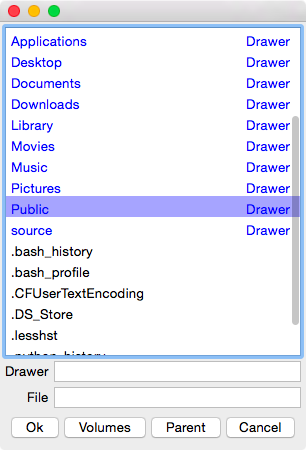 Applications Drawer
Desktop Drawer
Documents Drawer
Downloads Drawer
Library Drawer
Movies Drawer
Music Drawer
Pictures Drawer
Public Drawer
source Drawer
.bash_history
.bash_profile
.CFUserTextEncoding
.DS_Store
.lesshst
.python_history
Drawer
File
Ok Volumes Parent Cancel